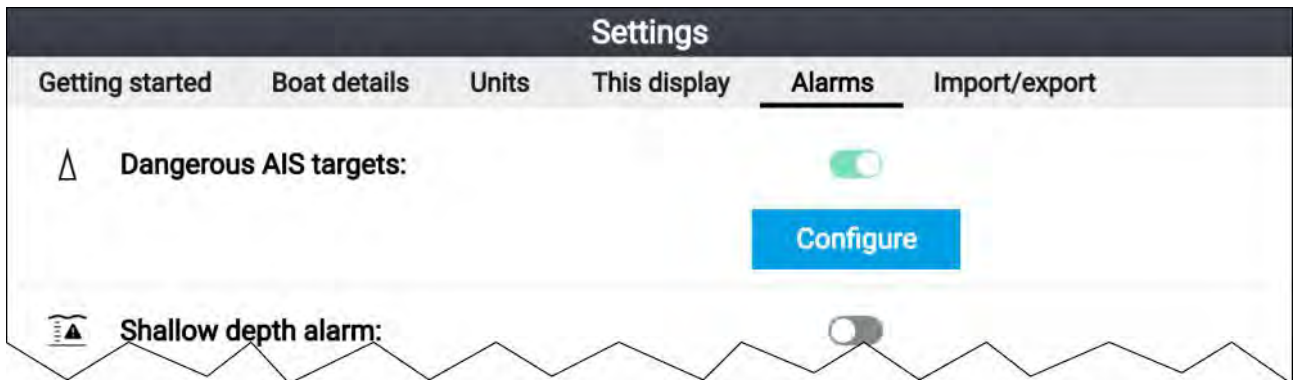 Settings
Getting started Boat details Units This display Alarms Import/export
Dangerous AIS targets:
Configure
Shallow depth alarm: